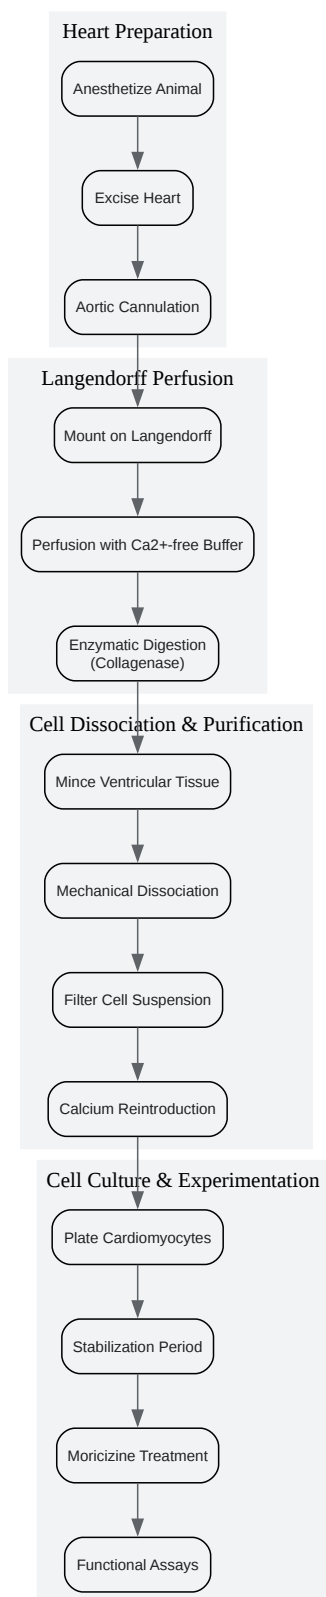 Heart Preparation
Anesthetize Animal
Excise Heart
Aortic Cannulation
Langendorff Perfusion
Mount on Langendorff
Perfusion with Ca2+-free Buffer
Enzymatic Digestion
(Collagenase)
Cell Dissociation & Purification
Mince Ventricular Tissue
Mechanical Dissociation
Filter Cell Suspension
Calcium Reintroduction
Cell Culture & Experimentation
Plate Cardiomyocytes
Stabilization Period
Moricizine Treatment
Functional Assays